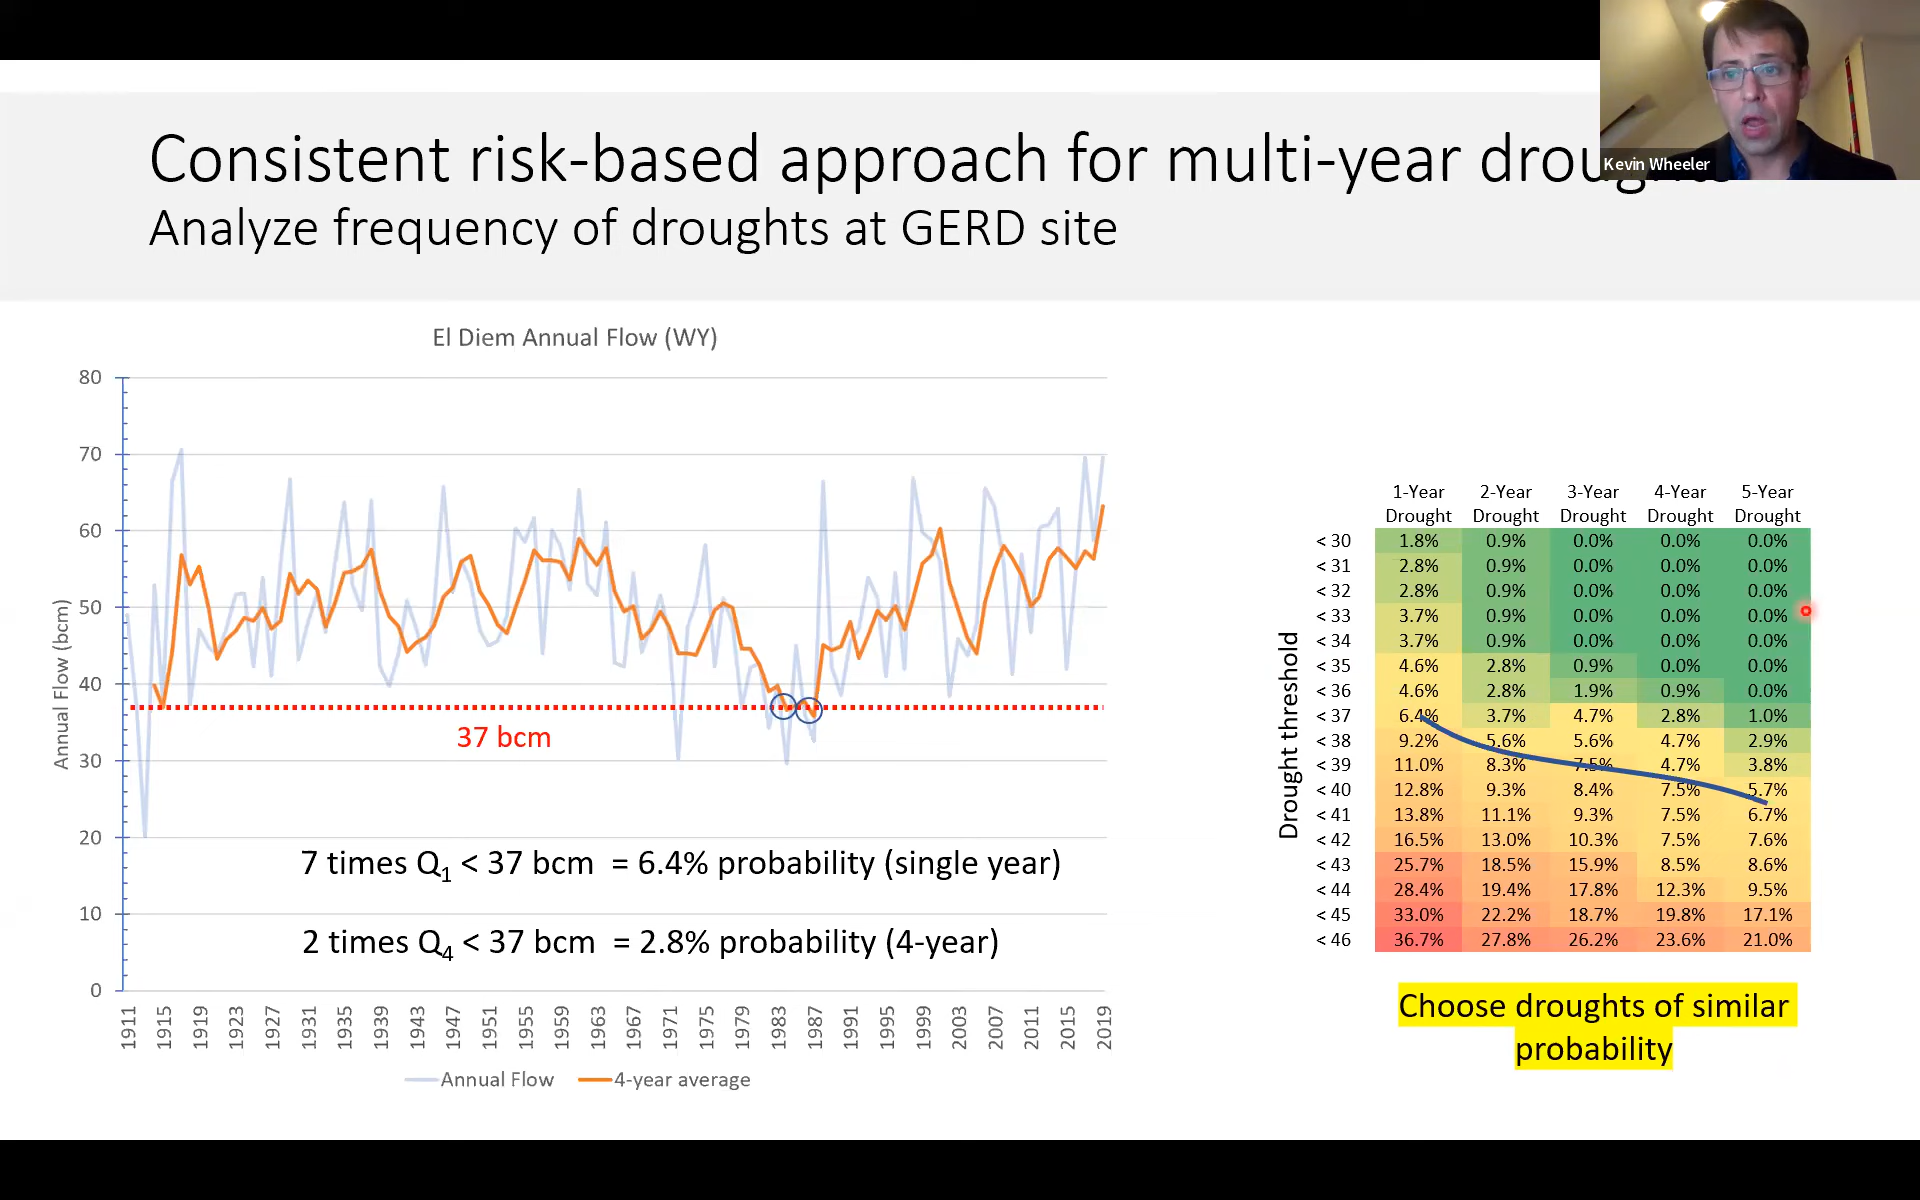 Consistent risk-based approach for multi-year droughts
Kevin Wheeler
Analyze frequency of droughts at GERD site
El Diem Annual Flow (WY)
Annual Flow (bcm)
80
70
60
50
40
30
20
10
0
37 bcm
7 times Q1 < 37 bcm = 6.4% probability (single year)
2 times Q4 < 37 bcm = 2.8% probability (4-year)
1911 1915 1919 1923 1927 1931 1935 1939 1943 1947 1951 1955 1959 1963 1967 1971 1975 1979 1983 1987 1991 1995 1999 2003 2007 2011 2015 2019
Annual Flow 4-year average
Drought threshold
1-Year 2-Year 3-Year 4-Year 5-Year
Drought Drought Drought Drought Drought
< 30 1.8% 0.9% 0.0% 0.0% 0.0%
< 31 2.8% 0.9% 0.0% 0.0% 0.0%
< 32 2.8% 0.9% 0.0% 0.0% 0.0%
< 33 3.7% 0.9% 0.0% 0.0% 0.0%
< 34 3.7% 0.9% 0.0% 0.0% 0.0%
< 35 4.6% 2.8% 0.9% 0.0% 0.0%
< 36 4.6% 2.8% 1.9% 0.9% 0.0%
< 37 6.4% 3.7% 4.7% 2.8% 1.0%
< 38 9.2% 5.6% 5.6% 4.7% 2.9%
< 39 11.0% 8.3% 7.5% 4.7% 3.8%
< 40 12.8% 9.3% 8.4% 7.5% 5.7%
< 41 13.8% 11.1% 9.3% 7.5% 6.7%
< 42 16.5% 13.0% 10.3% 7.5% 7.6%
< 43 25.7% 18.5% 15.9% 8.5% 8.6%
< 44 28.4% 19.4% 17.8% 12.3% 9.5%
< 45 33.0% 22.2% 18.7% 19.8% 17.1%
< 46 36.7% 27.8% 26.2% 23.6% 21.0%
Choose droughts of similar
probability